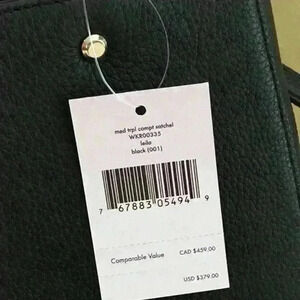 med trpl compt satchel
WKR00335
leila
black (001)
7 67883 05494 9
Comparable Value CAD $459.00
USD $379.00